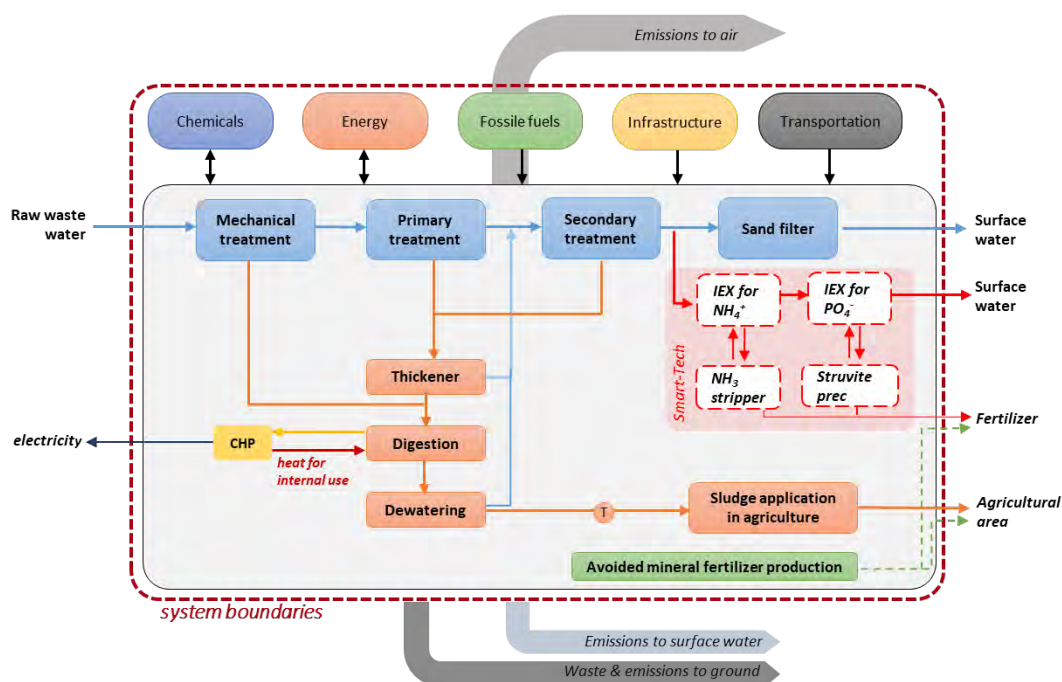 Emissions to air
Chemicals
Energy
Fossile fuels
Infrastructure
Transportation
Raw waste
water
Mechanical
treatment
Primary
treatment
Secondary
treatment
Sand filter
Surface
water
IEX for
NH₄⁺
IEX for
PO₄⁻
Surface
water
Smart-Tech
Thickener
NH₃
stripper
Struvite
prec
Fertilizer
electricity
CHP
Digestion
heat for
internal use
Dewatering
T
Sludge application
in agriculture
Agricultural
area
Avoided mineral fertilizer production
system boundaries
Emissions to surface water
Waste & emissions to ground